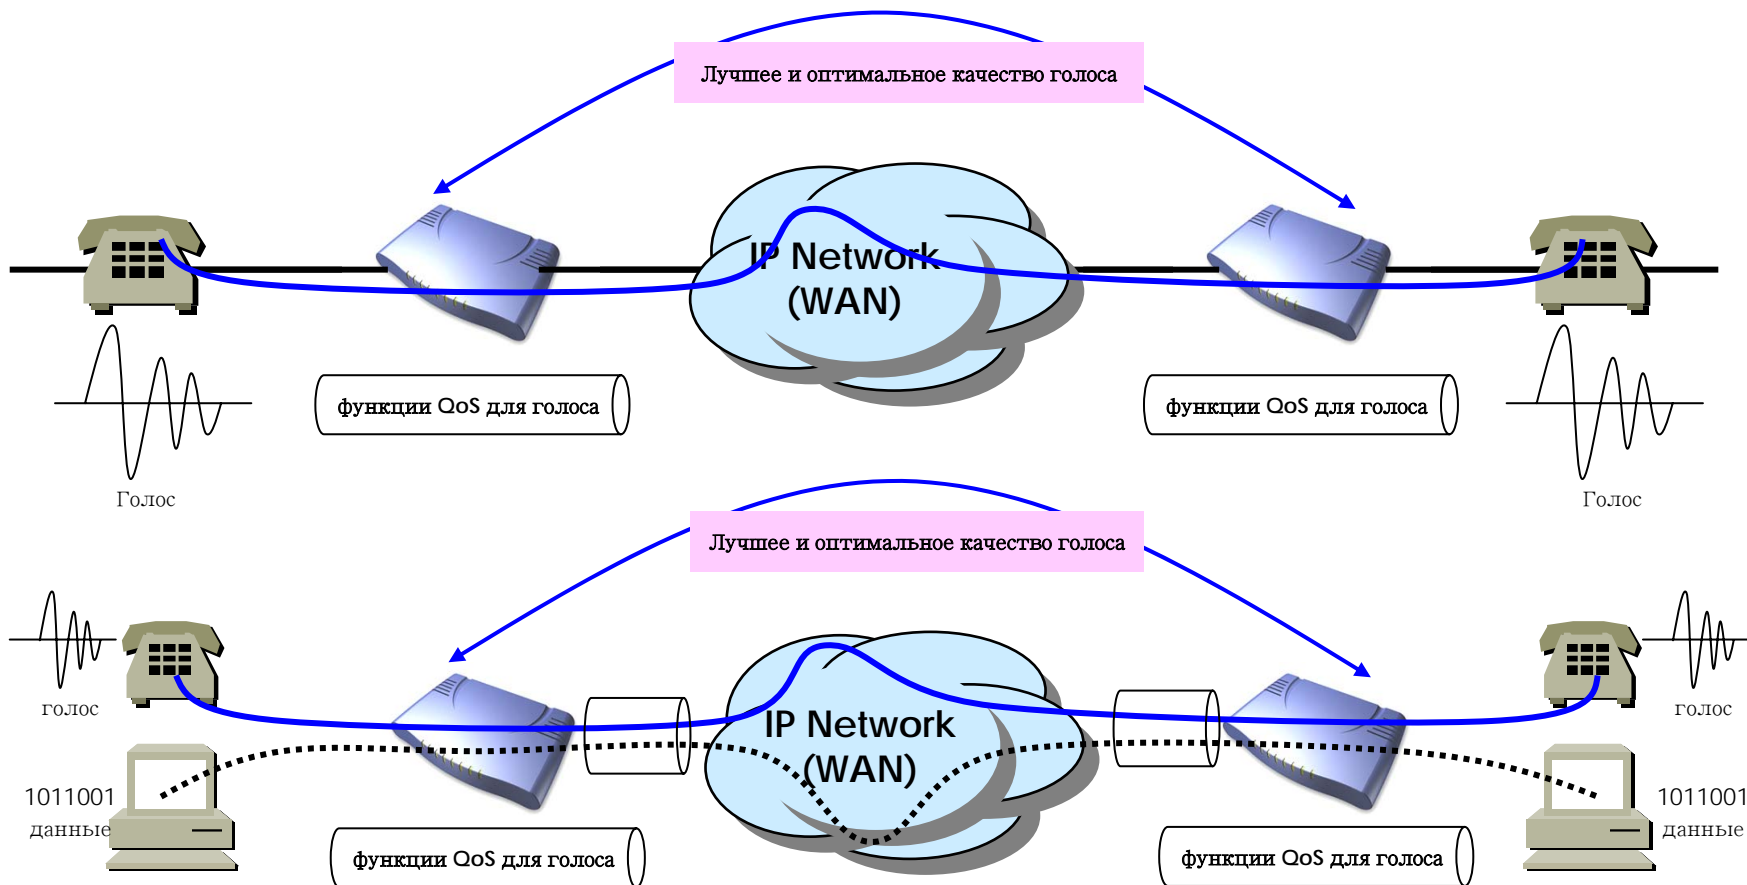 Лучшее и оптимальное качество голоса
IP Network
(WAN)
функции QoS для голоса
функции QoS для голоса
Голос
Голос
Лучшее и оптимальное качество голоса
голос
голос
IP Network
(WAN)
1011001
данные
1011001
данные
функции QoS для голоса
функции QoS для голоса